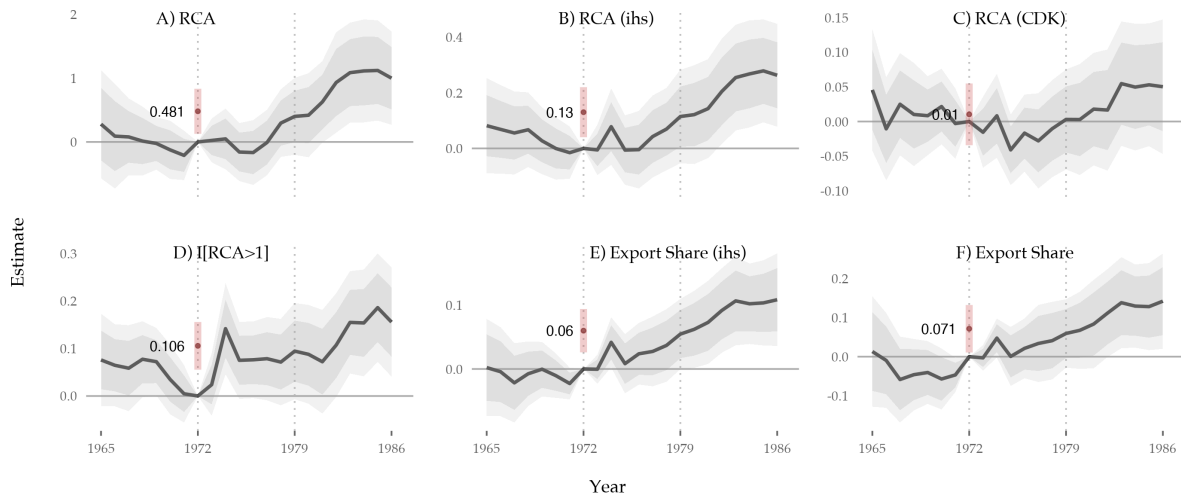 A) RCA
B) RCA (ihs)
C) RCA (CDK)
2
1
0
0.481
0.4
0.2
0.0
0.13
0.15
0.10
0.05
0.00
-0.05
-0.10
0.01
Estimate
D) I[RCA>1]
E) Export Share (ihs)
F) Export Share
0.3
0.2
0.1
0.0
0.106
0.1
0.0
0.06
0.2
0.1
0.0
-0.1
0.071
1965 1972 1979 1986
1965 1972 1979 1986
1965 1972 1979 1986
Year